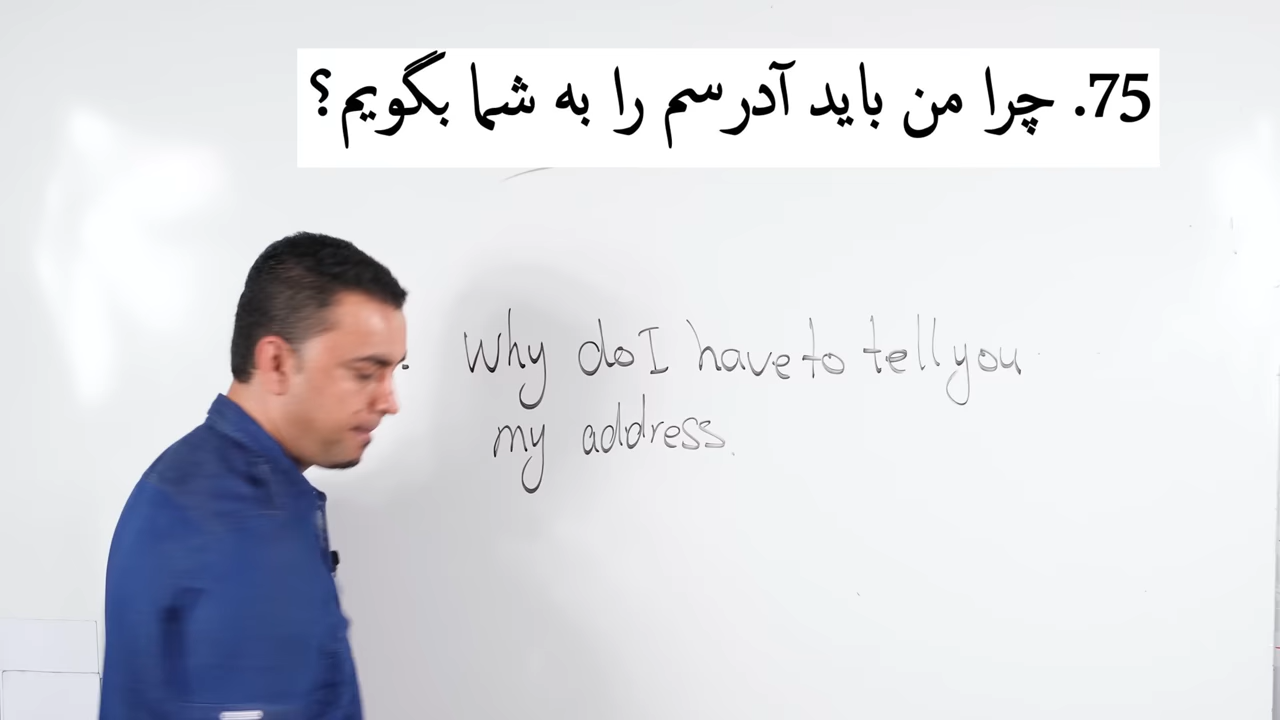 75. چرا من باید آدرسم را به شما بگویم؟
Why do I have to tell you
my address.